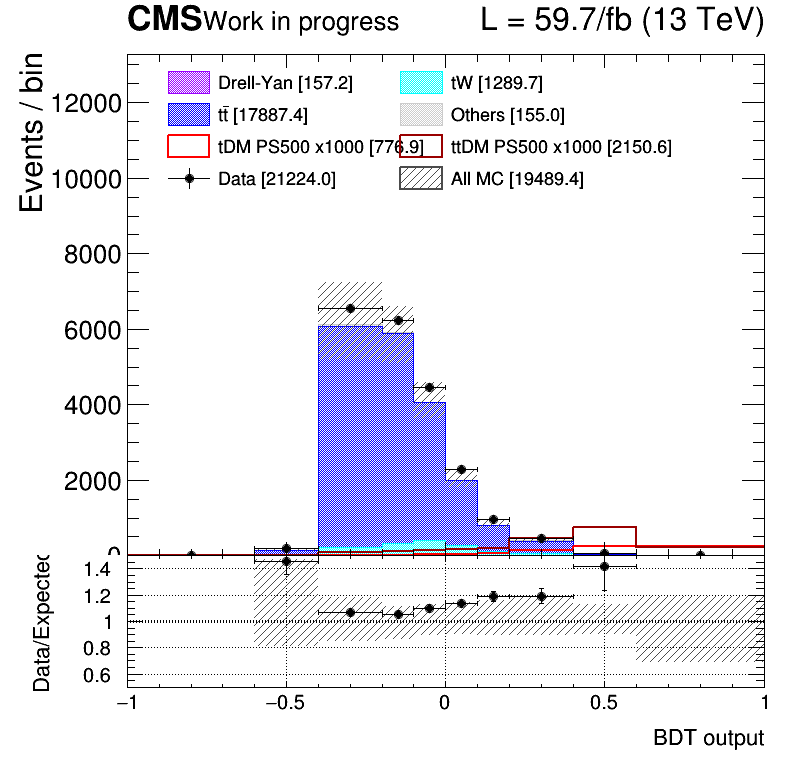 CMS Work in progress L = 59.7/fb (13 TeV)
Events / bin
12000
10000
8000
6000
4000
2000
0
Drell-Yan [157.2]
tW [1289.7]
tt̄ [17887.4]
Others [155.0]
tDM PS500 x1000 [776.9]
ttDM PS500 x1000 [2150.6]
Data [21224.0]
All MC [19489.4]
Data/Expected
1.4
1.2
1
0.8
0.6
−1 −0.5 0 0.5 1
BDT output